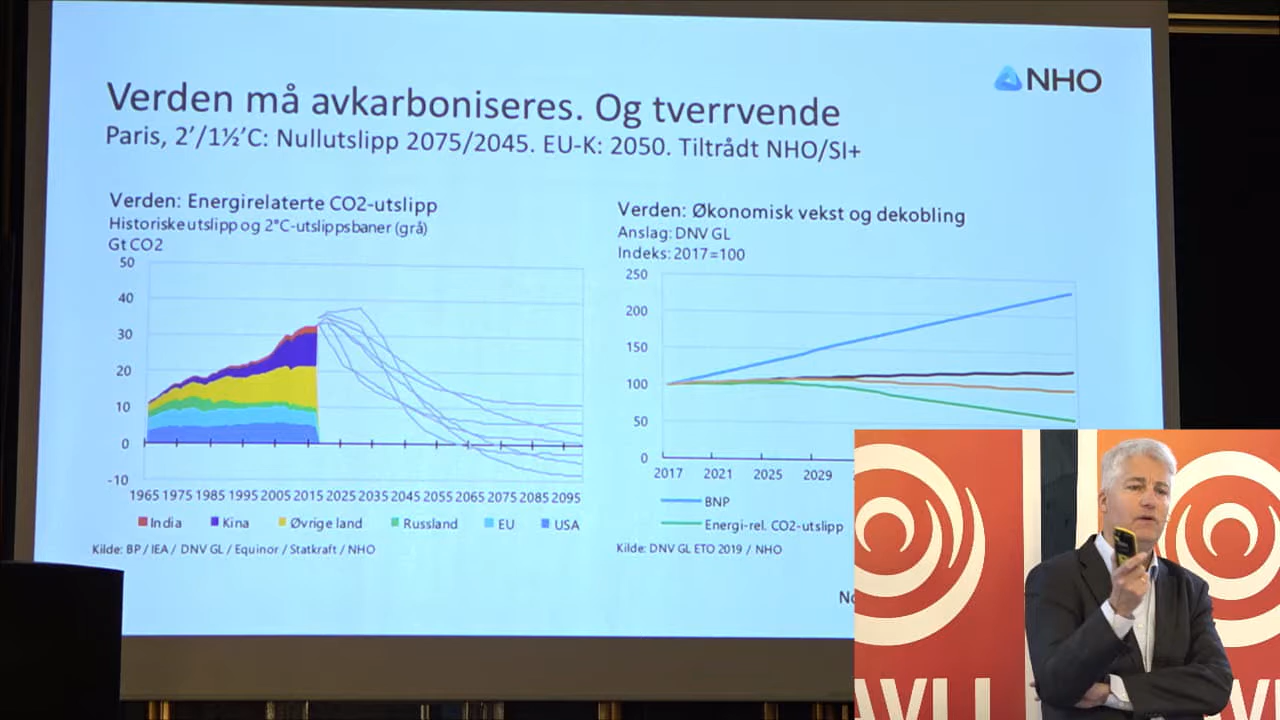 NHO
Verden må avkarboniseres. Og tverrvende
Paris, 2'/1½'C: Nullutslipp 2075/2045. EU-K: 2050. Tiltrådt NHO/SI+
Verden: Energirelaterte CO2-utslipp
Historiske utslipp og 2°C-utslippsbaner (grå)
Gt CO2
50
40
30
20
10
0
-10
1965 1975 1985 1995 2005 2015 2025 2035 2045 2055 2065 2075 2085 2095
India Kina Øvrige land Russland EU USA
Kilde: BP / IEA / DNV GL / Equinor / Statkraft / NHO
Verden: Økonomisk vekst og dekobling
Anslag: DNV GL
Indeks: 2017=100
250
200
150
100
50
0
2017 2021 2025 2029
BNP
Energi-rel. CO2-utslipp
Kilde: DNV GL ETO 2019 / NHO